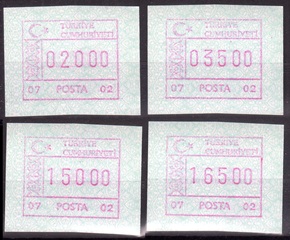 TÜRKİYE
CUMHURİYETİ
02000
07 POSTA 02
TÜRKİYE
CUMHURİYETİ
03500
07 POSTA 02
TÜRKİYE
CUMHURİYETİ
15000
07 POSTA 02
TÜRKİYE
CUMHURİYETİ
16500
07 POSTA 02